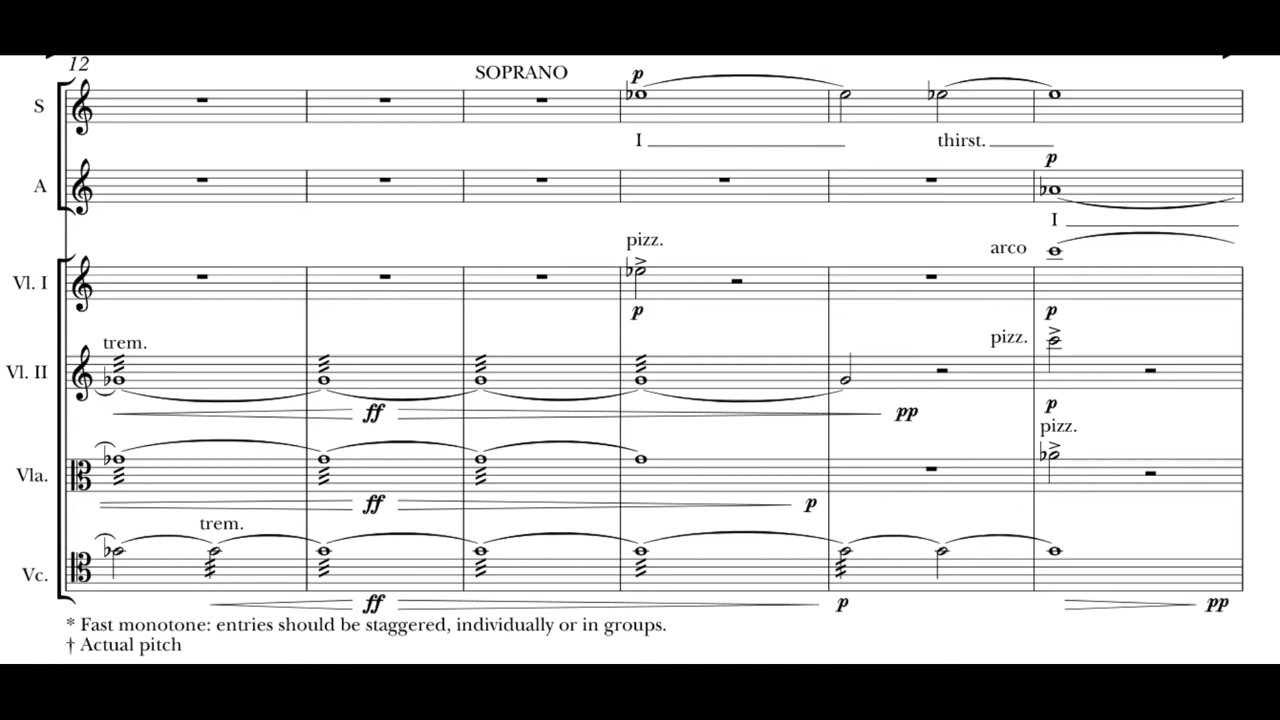 12
SOPRANO
p
S
I thirst.
A
p
I
pizz.
arco
Vl. I
p
p
trem.
pizz.
Vl. II
ff
pp
p
pizz.
Vla.
ff
p
trem.
Vc.
ff
p
pp
* Fast monotone: entries should be staggered, individually or in groups.
† Actual pitch